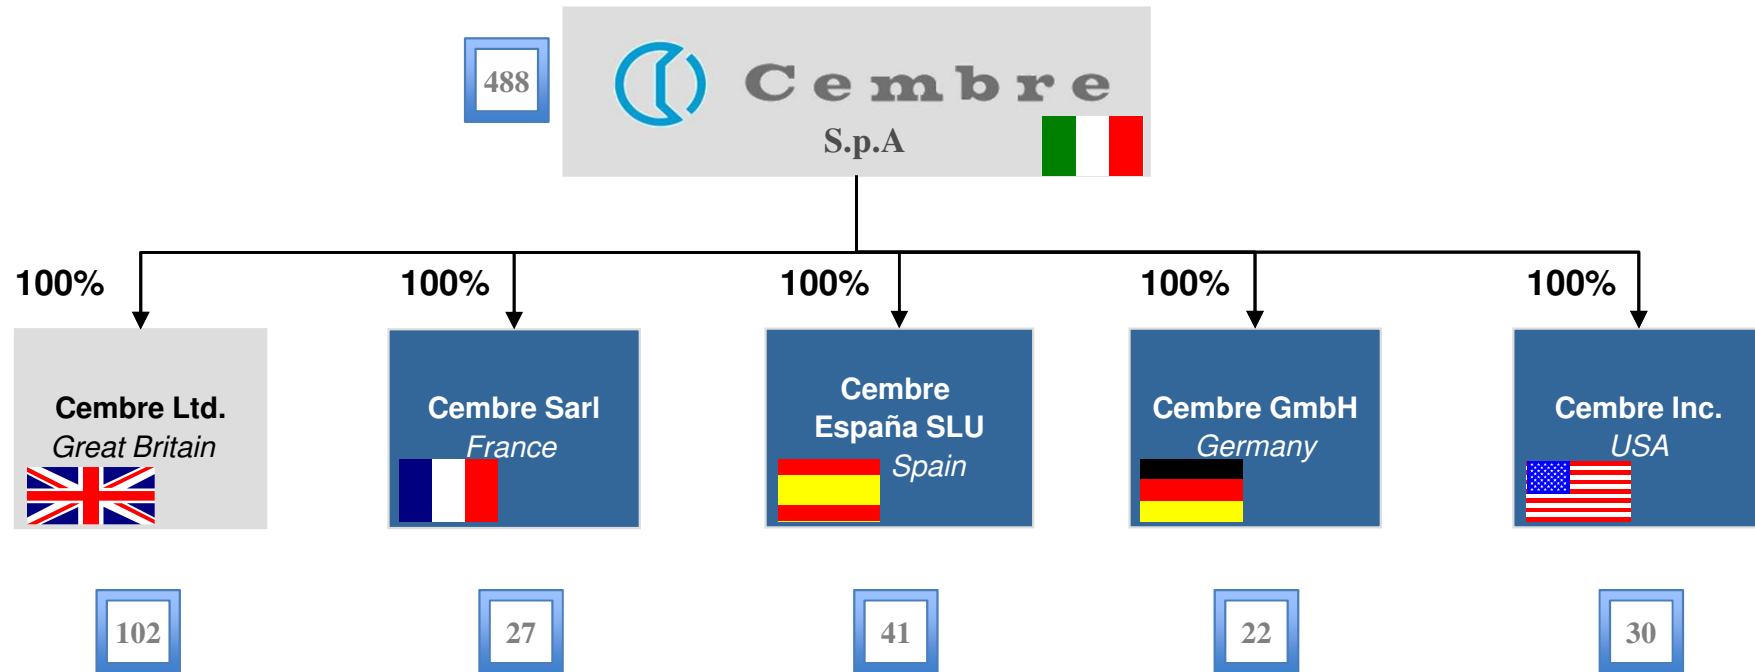 488
Cembre
S.p.A
100%
100%
100%
100%
100%
Cembre Ltd.
Great Britain
Cembre Sarl
France
Cembre
España SLU
Spain
Cembre GmbH
Germany
Cembre Inc.
USA
102
27
41
22
30